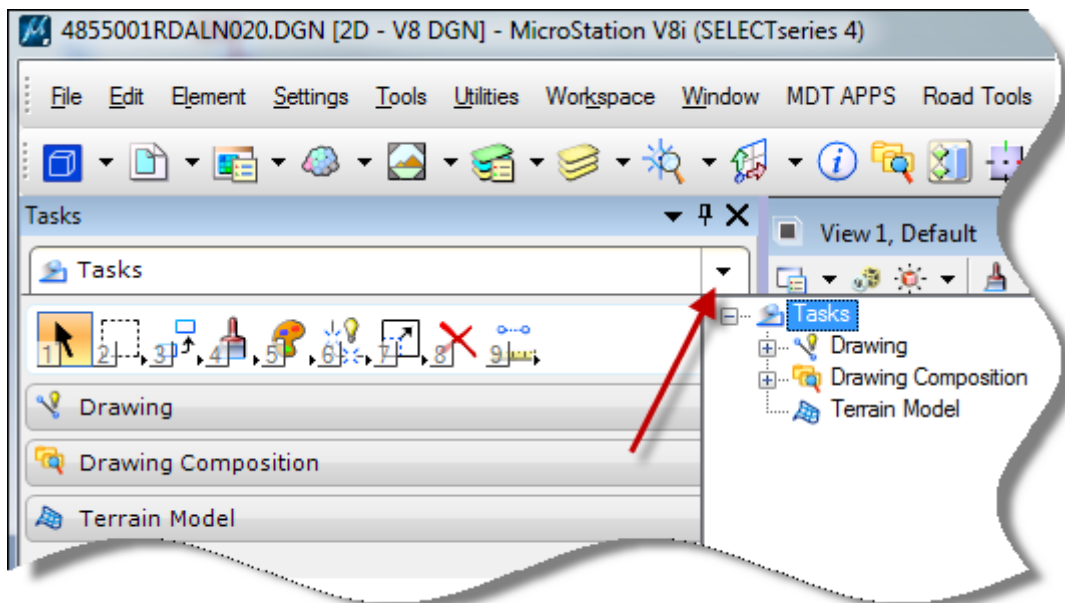 4855001RDALN020.DGN [2D - V8 DGN] - MicroStation V8i (SELECTseries 4)
File Edit Element Settings Tools Utilities Workspace Window MDT APPS Road Tools
Tasks
View 1, Default
Tasks
Tasks
Drawing
Drawing Composition
Terrain Model
1 2 3 4 5 6 7 8 9
Drawing
Drawing Composition
Terrain Model